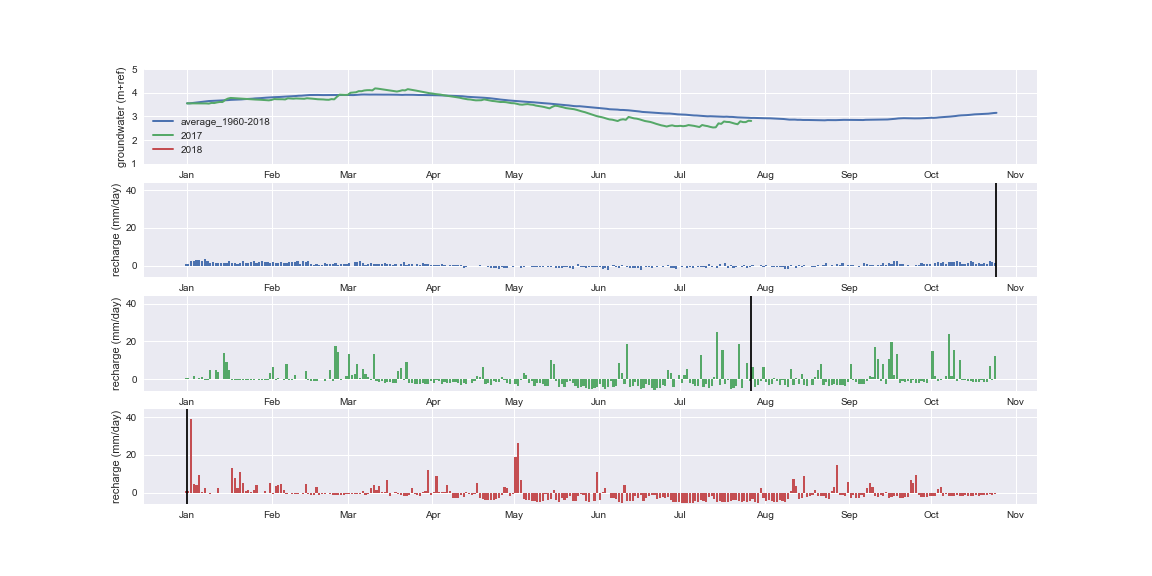 groundwater (m+ref)
5
4
3
2
1
average_1960-2018
2017
2018
Jan Feb Mar Apr May Jun Jul Aug Sep Oct Nov
recharge (mm/day)
40
20
0
Jan Feb Mar Apr May Jun Jul Aug Sep Oct Nov
recharge (mm/day)
40
20
0
Jan Feb Mar Apr May Jun Jul Aug Sep Oct Nov
recharge (mm/day)
40
20
0
Jan Feb Mar Apr May Jun Jul Aug Sep Oct Nov